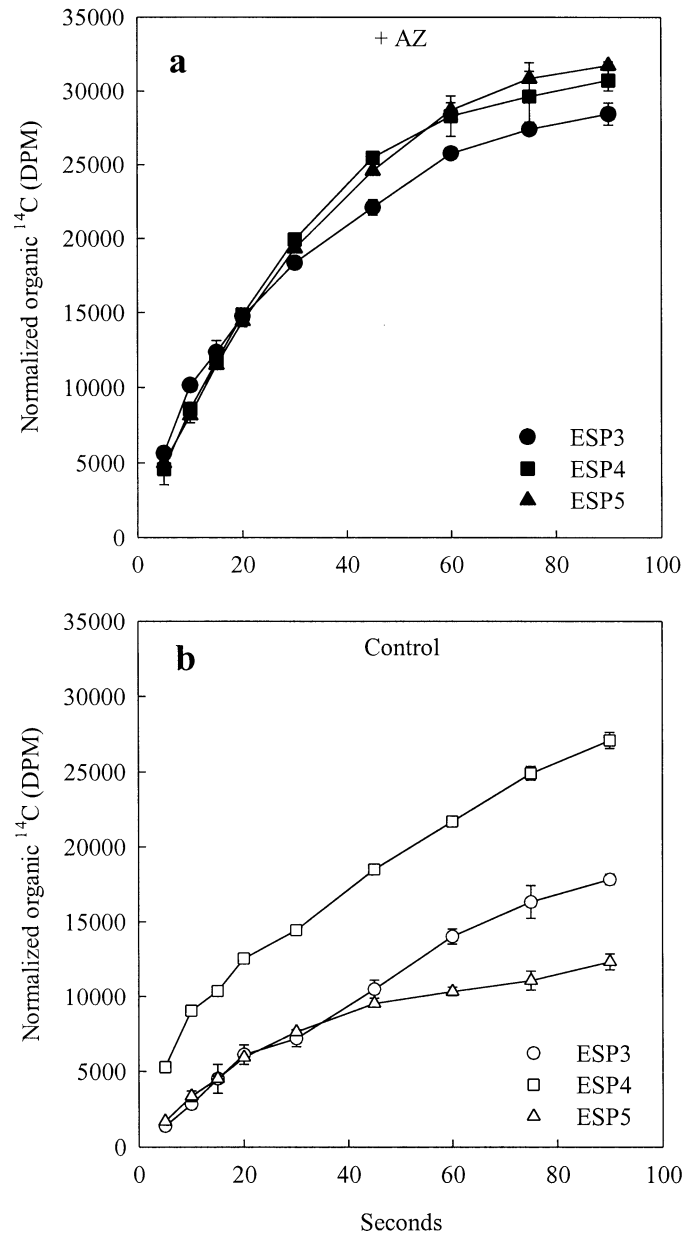 35000
+ AZ
a
30000
25000
20000
15000
10000
5000
0
Normalized organic ¹⁴C (DPM)
ESP3
ESP4
ESP5
0 20 40 60 80 100
35000
Control
b
30000
25000
20000
15000
10000
5000
0
Normalized organic ¹⁴C (DPM)
ESP3
ESP4
ESP5
0 20 40 60 80 100
Seconds